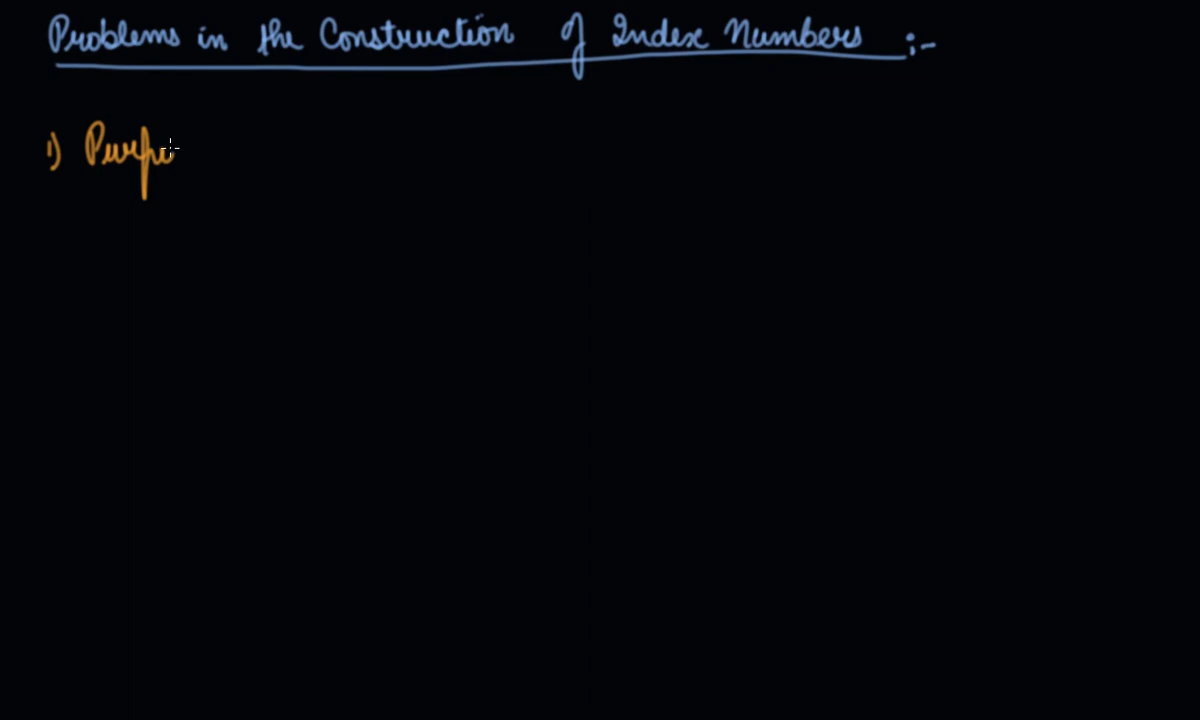 Problems in the Construction of Index Numbers :-
1) Purpo